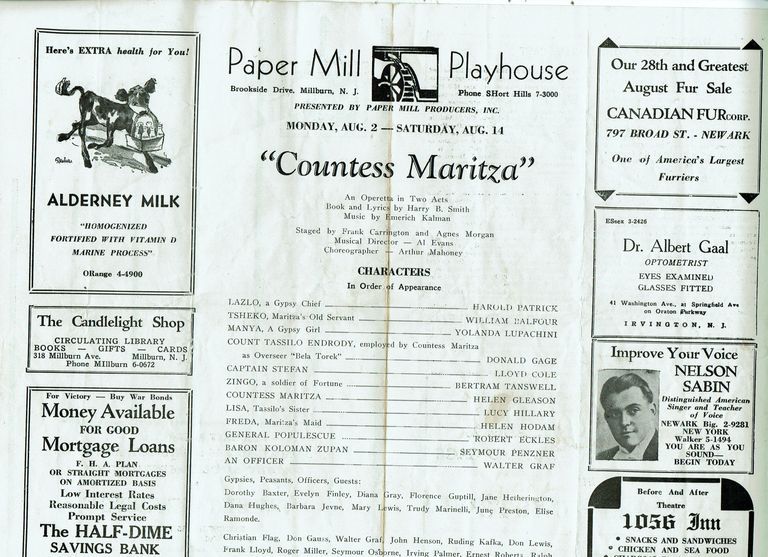 Here's EXTRA health for You!
ALDERNEY MILK
"HOMOGENIZED
FORTIFIED WITH VITAMIN D
MARINE PROCESS"
ORange 4-4900
The Candlelight Shop
CIRCULATING LIBRARY
BOOKS — GIFTS — CARDS
318 Millburn Ave. Millburn, N. J.
Phone MIllburn 6-0672
For Victory — Buy War Bonds
Money Available
FOR GOOD
Mortgage Loans
F. H. A. PLAN
OR STRAIGHT MORTGAGES
ON AMORTIZED BASIS
Low Interest Rates
Reasonable Legal Costs
Prompt Service
The HALF-DIME
SAVINGS BANK
Paper Mill Playhouse
Brookside Drive, Millburn, N. J. Phone SHort Hills 7-3000
PRESENTED BY PAPER MILL PRODUCERS, INC.
MONDAY, AUG. 2 — SATURDAY, AUG. 14
"Countess Maritza"
An Operetta in Two Acts
Book and Lyrics by Harry B. Smith
Music by Emerich Kalman
Staged by Frank Carrington and Agnes Morgan
Musical Director — Al Evans
Choreographer — Arthur Mahoney
CHARACTERS
In Order of Appearance
LAZLO, a Gypsy Chief HAROLD PATRICK
TSHEKO, Maritza's Old Servant WILLIAM BALFOUR
MANYA, A Gypsy Girl YOLANDA LUPACHINI
COUNT TASSILO ENDRODY, employed by Countess Maritza
as Overseer "Bela Torek" DONALD GAGE
CAPTAIN STEFAN LLOYD COLE
ZINGO, a soldier of Fortune BERTRAM TANSWELL
COUNTESS MARITZA HELEN GLEASON
LISA, Tassilo's Sister LUCY HILLARY
FREDA, Maritza's Maid HELEN HODAM
GENERAL POPULESCUE ROBERT ECKLES
BARON KOLOMAN ZUPAN SEYMOUR PENZNER
AN OFFICER WALTER GRAF
Gypsies, Peasants, Officers, Guests:
Dorothy Baxter, Evelyn Finley, Diana Gray, Florence Guptill, Jane Hetherington,
Dana Hughes, Barbara Jevne, Mary Lewis, Trudy Marinelli, June Preston, Elise
Ramonde.
Christian Flag, Don Gauss, Walter Graf, John Henson, Ruding Kafka, Don Lewis,
Frank Lloyd, Roger Miller, Seymour Osborne, Irving Palmer, Ernest Roberts, Ralph
Our 28th and Greatest
August Fur Sale
CANADIAN FUR CORP.
797 BROAD ST. - NEWARK
One of America's Largest
Furriers
ESsex 3-2426
Dr. Albert Gaal
OPTOMETRIST
EYES EXAMINED
GLASSES FITTED
41 Washington Ave., at Springfield Ave
on Oraton Parkway
IRVINGTON, N. J.
Improve Your Voice
NELSON
SABIN
Distinguished American
Singer and Teacher
of Voice
NEWARK Big. 2-9281
NEW YORK
Walker 5-1494
YOU ARE AS YOU
SOUND—
BEGIN TODAY
Before And After
Theatre
1056 Inn
• SNACKS AND SANDWICHES
• CHICKEN AND SEA FOOD